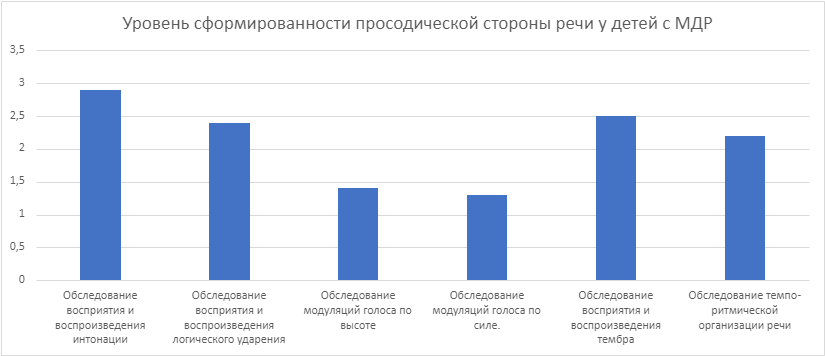 Уровень сформированности просодической стороны речи у детей с МДР
3,5
3
2,5
2
1,5
1
0,5
0
Обследование
восприятия и
воспроизведения
интонации
Обследование
восприятия и
воспроизведения
логического ударения
Обследование
модуляций голоса по
высоте
Обследование
модуляций голоса по
силе.
Обследование
восприятия и
воспроизведения
тембра
Обследование темпо-
ритмической
организации речи